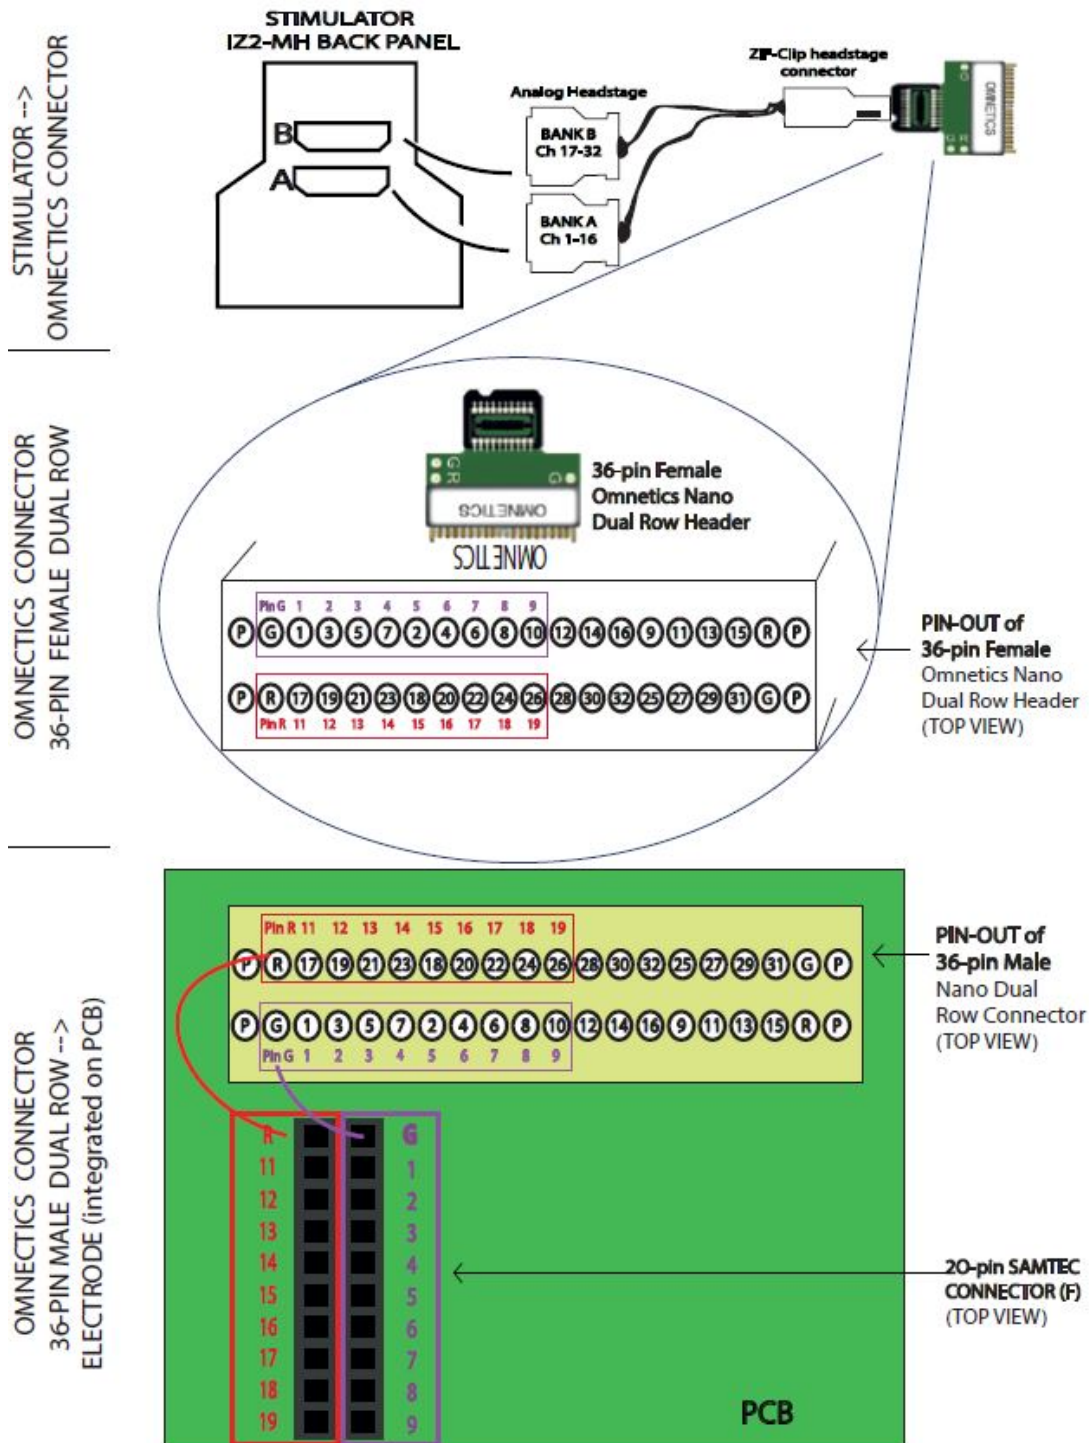 STIMULATOR -->
OMNECTICS CONNECTOR
STIMULATOR
IZ2-MH BACK PANEL
B
A
Analog Headstage
BANK B
Ch 17-32
BANK A
Ch 1-16
ZIF-Clip headstage
connector
G
OMNETICS
G R
OMNECTICS CONNECTOR
36-PIN FEMALE DUAL ROW
G
R
G
OMNETICS
36-pin Female
Omnetics Nano
Dual Row Header
OMNETICS
Pin G 1 2 3 4 5 6 7 8 9
P G 1 3 5 7 2 4 6 8 10 12 14 16 9 11 13 15 R P
P R 17 19 21 23 18 20 22 24 26 28 30 32 25 27 29 31 G P
Pin R 11 12 13 14 15 16 17 18 19
PIN-OUT of
36-pin Female
Omnetics Nano
Dual Row Header
(TOP VIEW)
OMNECTICS CONNECTOR
36-PIN MALE DUAL ROW -->
ELECTRODE (integrated on PCB)
Pin R 11 12 13 14 15 16 17 18 19
P R 17 19 21 23 18 20 22 24 26 28 30 32 25 27 29 31 G P
P G 1 3 5 7 2 4 6 8 10 12 14 16 9 11 13 15 R P
Pin G 1 2 3 4 5 6 7 8 9
PIN-OUT of
36-pin Male
Nano Dual
Row Connector
(TOP VIEW)
R G
11 1
12 2
13 3
14 4
15 5
16 6
17 7
18 8
19 9
20-pin SAMTEC
CONNECTOR (F)
(TOP VIEW)
PCB